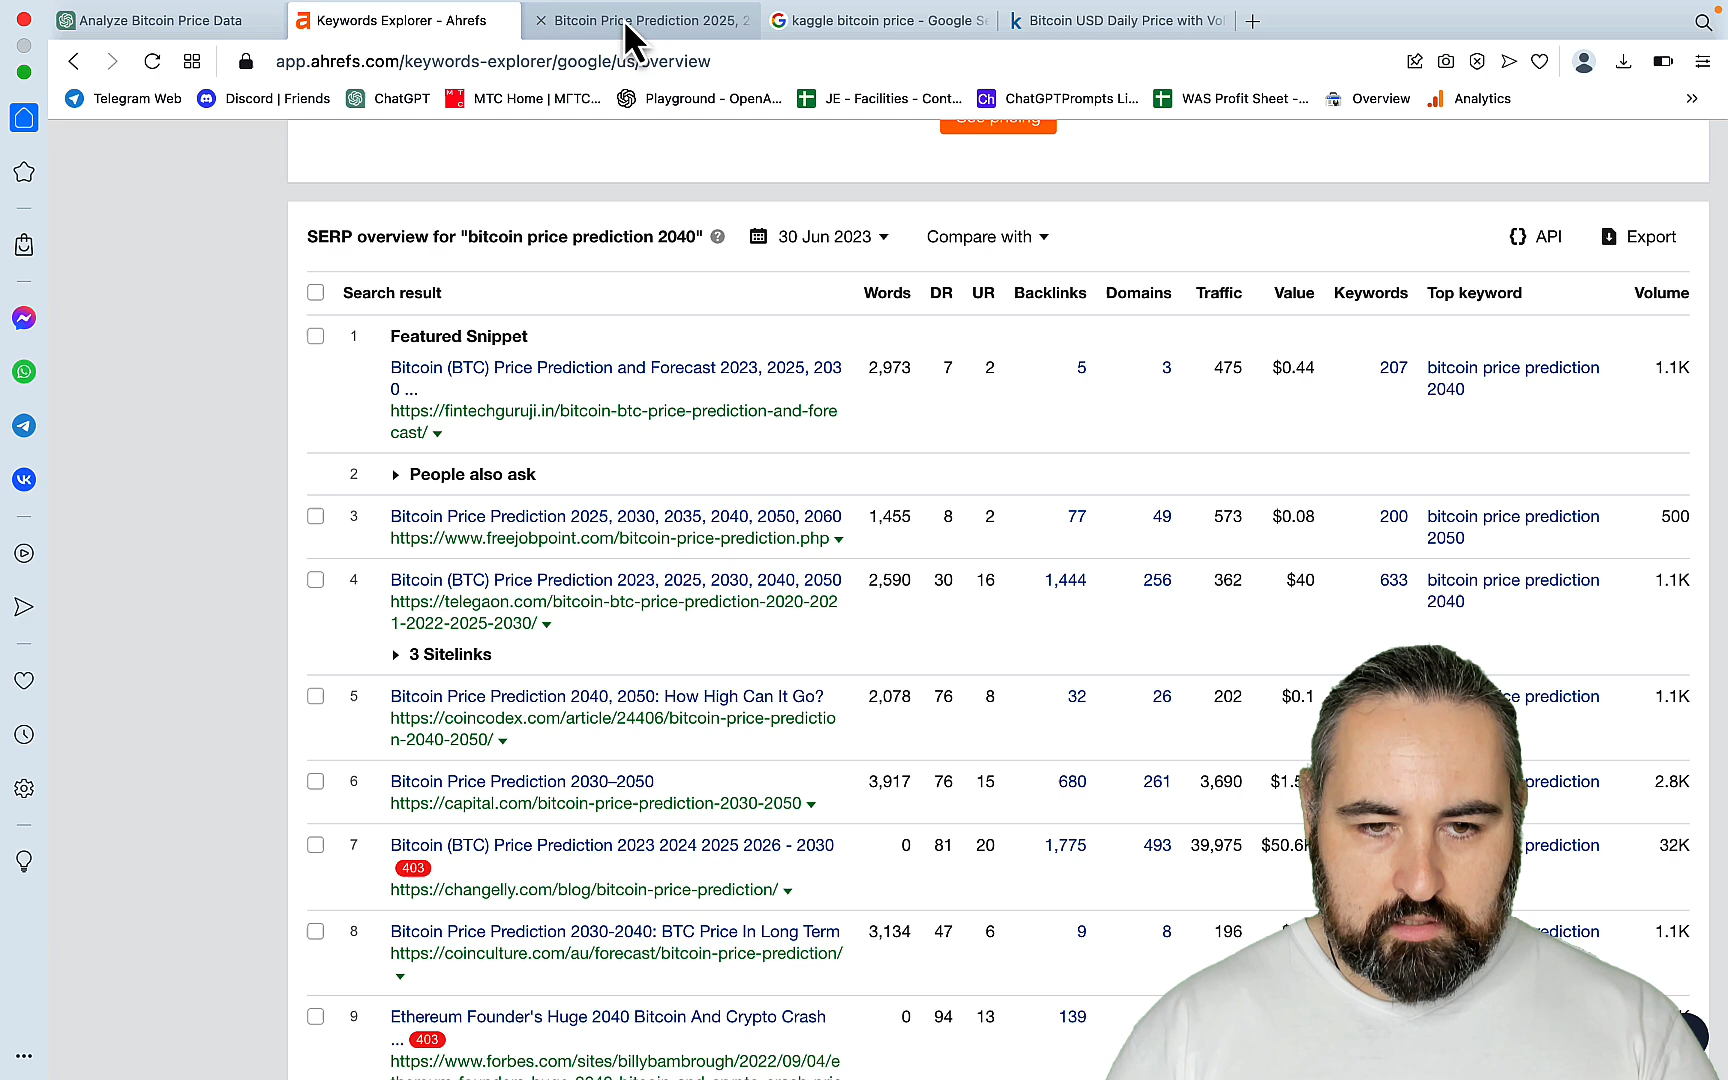 Analyze Bitcoin Price Data
Keywords Explorer - Ahrefs
Bitcoin Price Prediction 2025, 2
kaggle bitcoin price - Google Se
Bitcoin USD Daily Price with Vol
app.ahrefs.com/keywords-explorer/google/us/overview
Telegram Web
Discord | Friends
ChatGPT
MTC Home | МГТС...
Playground - OpenA...
JE - Facilities - Cont...
Ch
ChatGPTPrompts Li...
WAS Profit Sheet -...
Overview
Analytics
See pricing
SERP overview for "bitcoin price prediction 2040"
30 Jun 2023
Compare with
API
Export
Search result Words DR UR Backlinks Domains Traffic Value Keywords Top keyword Volume
1 Featured Snippet
Bitcoin (BTC) Price Prediction and Forecast 2023, 2025, 203 2,973 7 2 5 3 475 $0.44 207 bitcoin price prediction 1.1K
0 ... 2040
https://fintechguruji.in/bitcoin-btc-price-prediction-and-fore
cast/
2 People also ask
3 Bitcoin Price Prediction 2025, 2030, 2035, 2040, 2050, 2060 1,455 8 2 77 49 573 $0.08 200 bitcoin price prediction 500
https://www.freejobpoint.com/bitcoin-price-prediction.php 2050
4 Bitcoin (BTC) Price Prediction 2023, 2025, 2030, 2040, 2050 2,590 30 16 1,444 256 362 $40 633 bitcoin price prediction 1.1K
https://telegaon.com/bitcoin-btc-price-prediction-2020-202 2040
1-2022-2025-2030/
3 Sitelinks
5 Bitcoin Price Prediction 2040, 2050: How High Can It Go? 2,078 76 8 32 26 202 $0.1 price prediction 1.1K
https://coincodex.com/article/24406/bitcoin-price-predictio
n-2040-2050/
6 Bitcoin Price Prediction 2030–2050 3,917 76 15 680 261 3,690 $1.5 prediction 2.8K
https://capital.com/bitcoin-price-prediction-2030-2050
7 Bitcoin (BTC) Price Prediction 2023 2024 2025 2026 - 2030 0 81 20 1,775 493 39,975 $50.6K prediction 32K
403
https://changelly.com/blog/bitcoin-price-prediction/
8 Bitcoin Price Prediction 2030-2040: BTC Price In Long Term 3,134 47 6 9 8 196 prediction 1.1K
https://coinculture.com/au/forecast/bitcoin-price-prediction/
9 Ethereum Founder's Huge 2040 Bitcoin And Crypto Crash 0 94 13 139
... 403
https://www.forbes.com/sites/billybambrough/2022/09/04/e